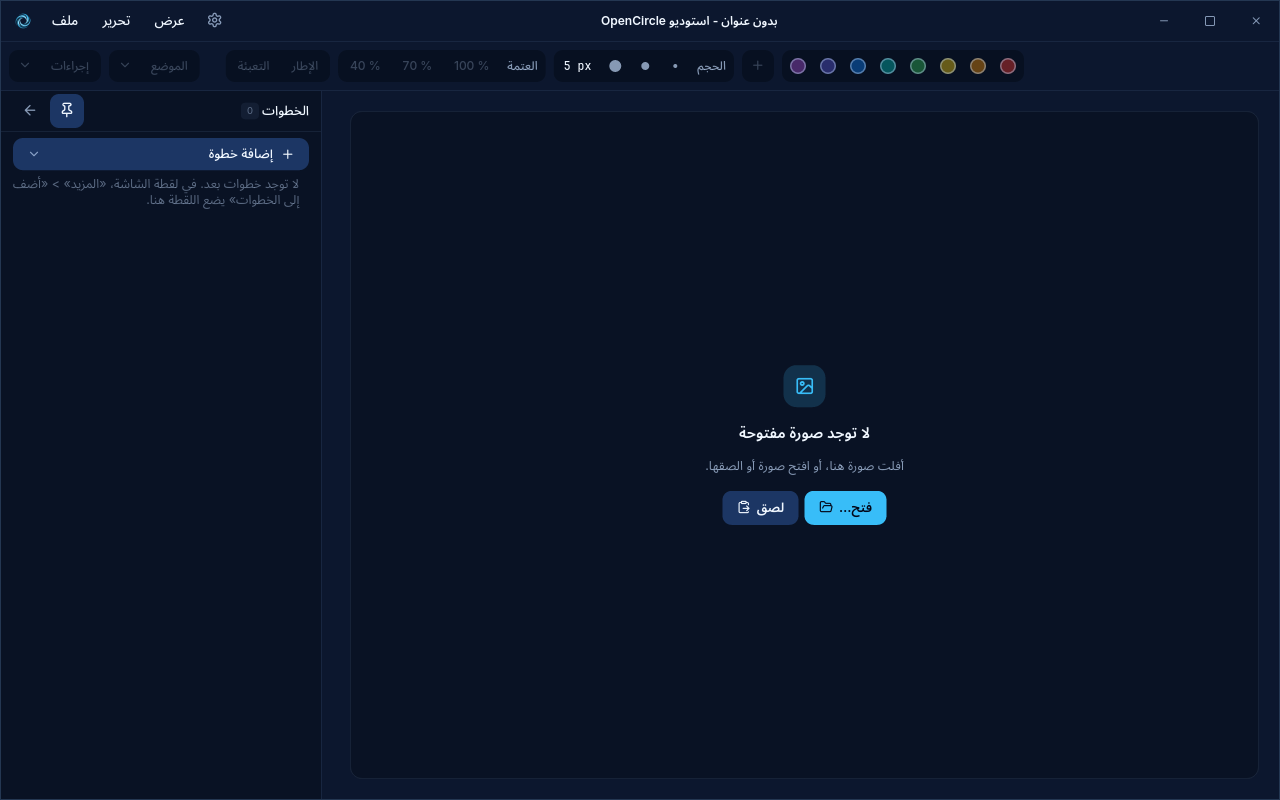 ملف
تحرير
عرض
بدون عنوان - استوديو OpenCircle
الحجم
5 px
العتمة
100 %
70 %
40 %
الإطار
التعبئة
الموضع
إجراءات
الخطوات 0
إضافة خطوة
لا توجد خطوات بعد. في لقطة الشاشة، «المزيد» > «أضف
إلى الخطوات» يضع اللقطة هنا.
لا توجد صورة مفتوحة
أفلت صورة هنا، أو افتح صورة أو الصقها.
فتح...
لصق